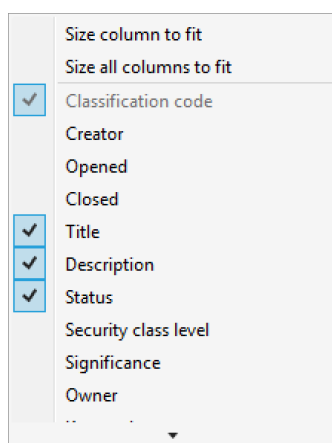 Size column to fit
Size all columns to fit
Classification code
Creator
Opened
Closed
Title
Description
Status
Security class level
Significance
Owner